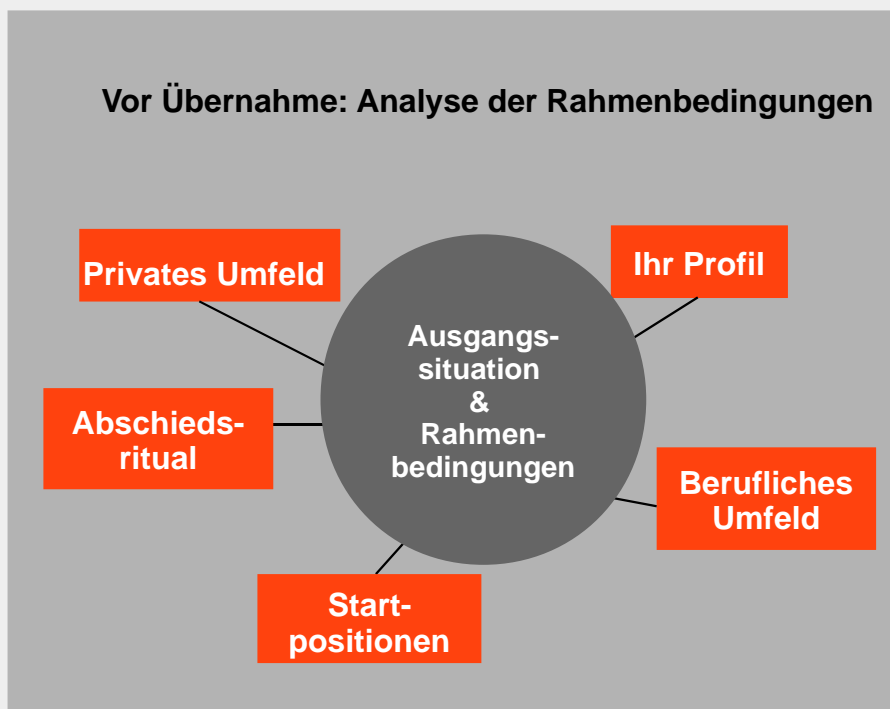 Vor Übernahme: Analyse der Rahmenbedingungen
Privates Umfeld
Ihr Profil
Ausgangs-
situation
&
Rahmen-
bedingungen
Abschieds-
ritual
Berufliches
Umfeld
Start-
positionen